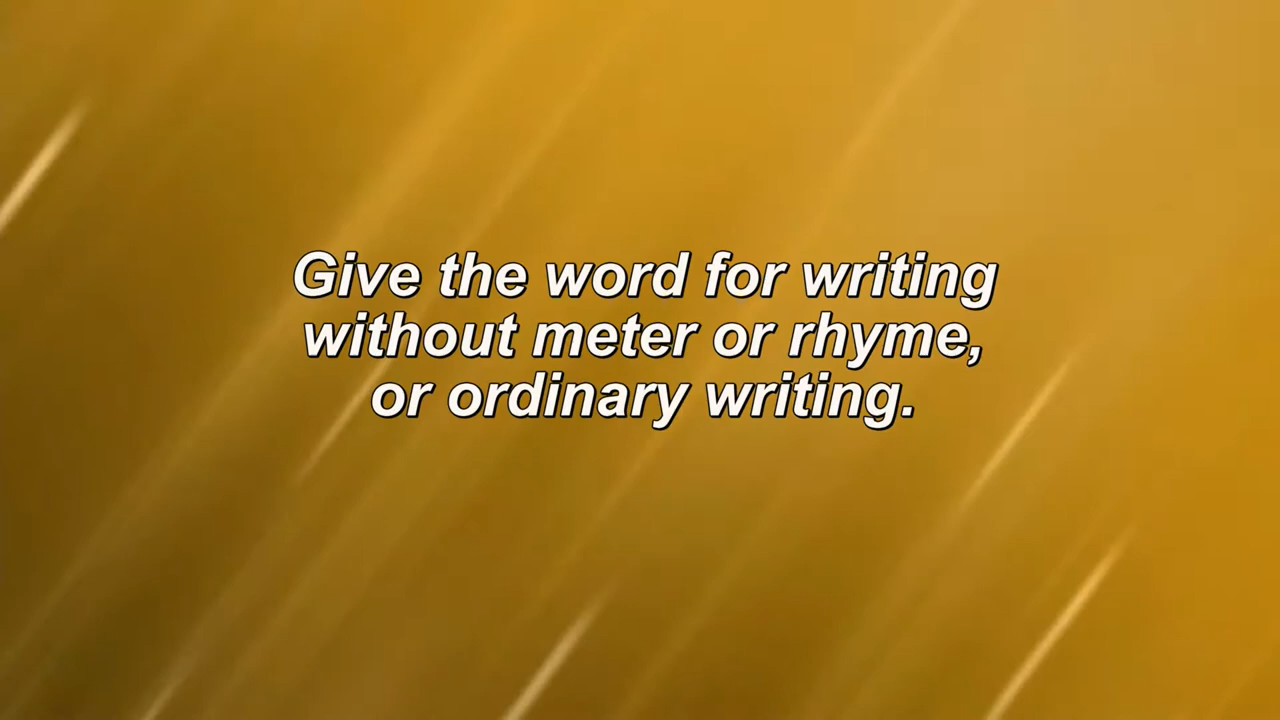 Give the word for writing
without meter or rhyme,
or ordinary writing.